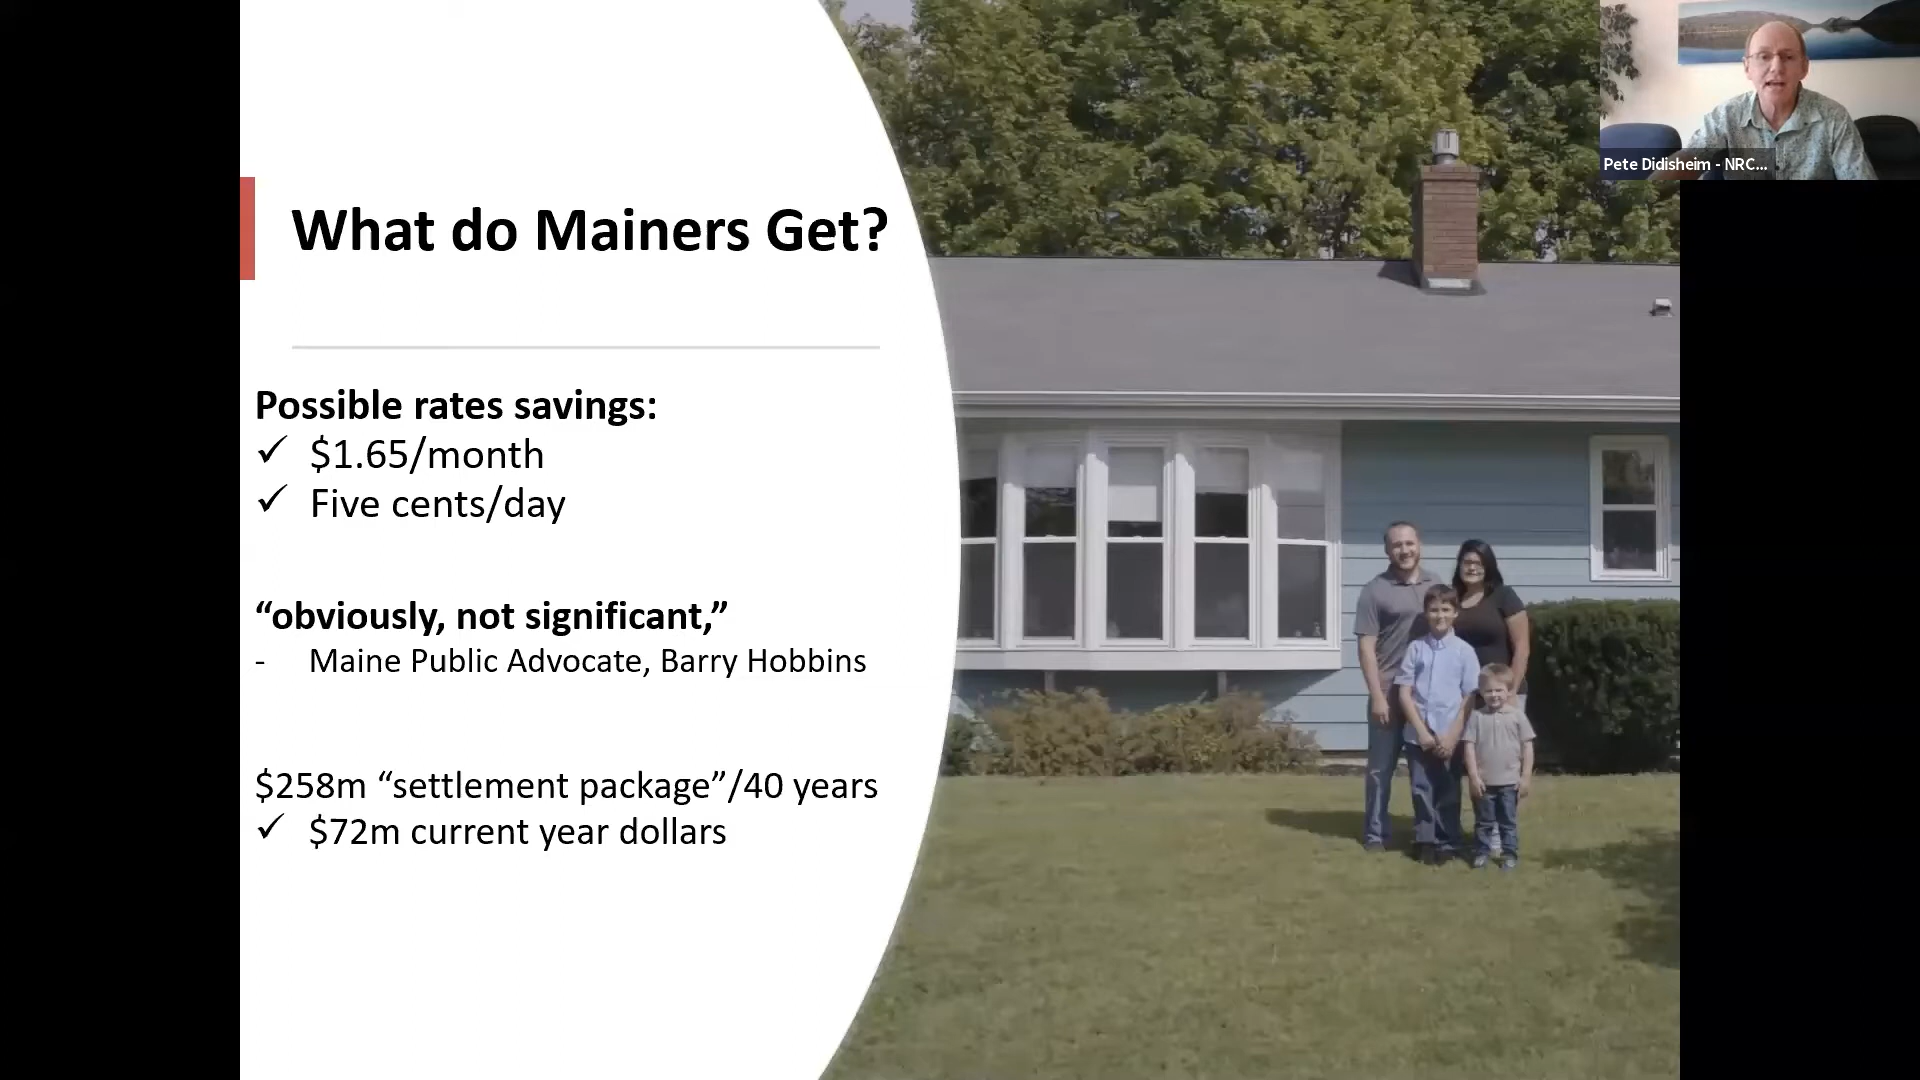 What do Mainers Get?
Possible rates savings:
✓ $1.65/month
✓ Five cents/day
“obviously, not significant,”
- Maine Public Advocate, Barry Hobbins
$258m “settlement package”/40 years
✓ $72m current year dollars
Pete Didisheim - NRC...